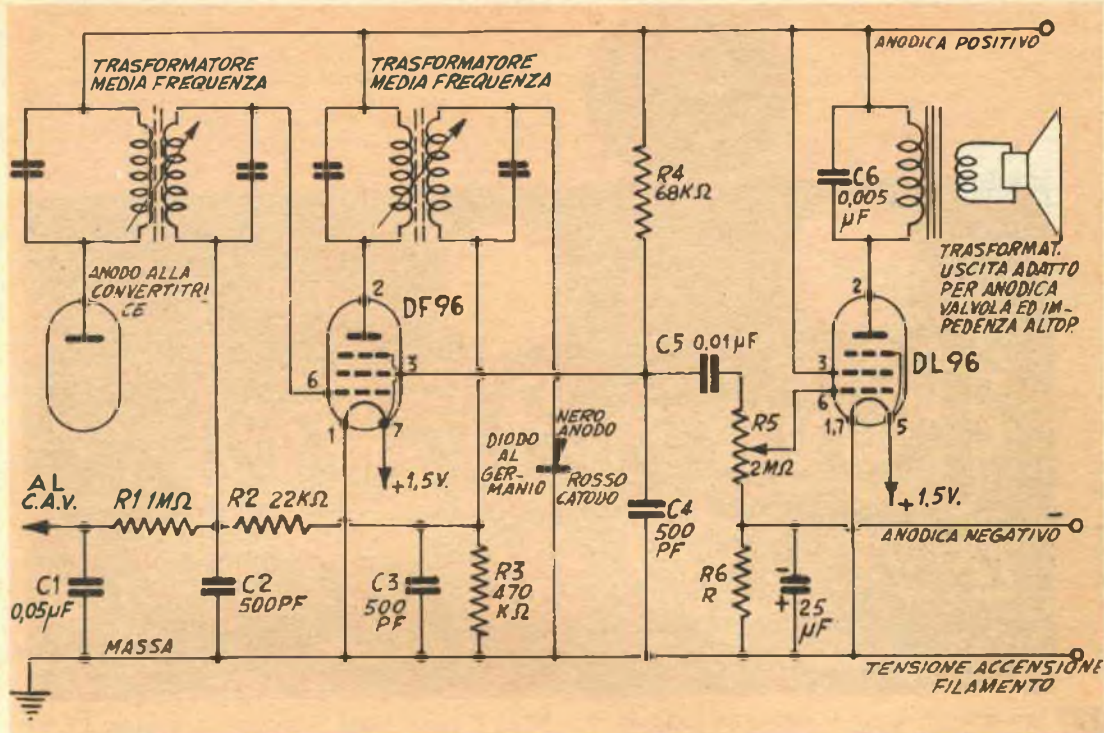 ANODICA POSITIVO
TRASFORMATORE
MEDIA FREQUENZA
TRASFORMATORE
MEDIA FREQUENZA
R4
68KΩ
C6
0,005
µF
ANODO ALLA
CONVERTITRI
CE
2
DF96
3
6
1
7
+1,5V.
C5 0,01µF
2
DL96
3
6
1,7
5
+1,5V.
TRASFORMAT.
USCITA ADATTO
PER ANODICA
VALVOLA ED IM-
PEDENZA ALTOP.
R5
2MΩ
DIODO
AL
GER-
MANIO
NERO
ANODO
ROSSO
CATODO
AL
C.A.V.
R1 1MΩ
R2 22KΩ
C4
500
PF
-
ANODICA NEGATIVO
C1
0,05µF
C2
500PF
C3
500
PF
R3
470
KΩ
R6
R
-
+
25
µF
MASSA
TENSIONE ACCENSIONE
FILAMENTO